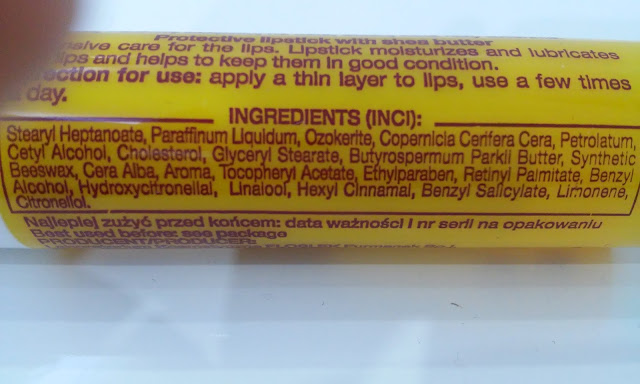 Protective lipstick with shea butter
care for the lips. Lipstick moisturizes and lubricates
lips and helps to keep them in good condition.
for use: apply a thin layer to lips, use a few times
a day.
INGREDIENTS (INCI):
Stearyl Heptanoate, Paraffinum Liquidum, Ozokerite, Copernicia Cerifera Cera, Petrolatum,
Cetyl Alcohol, Cholesterol, Glyceryl Stearate, Butyrospermum Parkii Butter, Synthetic
Beeswax, Cera Alba, Aroma, Tocopheryl Acetate, Ethylparaben, Retinyl Palmitate, Benzyl
Alcohol, Hydroxycitronellal, Linalool, Hexyl Cinnamal, Benzyl Salicylate, Limonene,
Citronellol.
Najlepiej zużyć przed końcem: data ważności i nr serii na opakowaniu
Best used before: see package
PRODUCENT/PRODUCER:
FLOSLEK